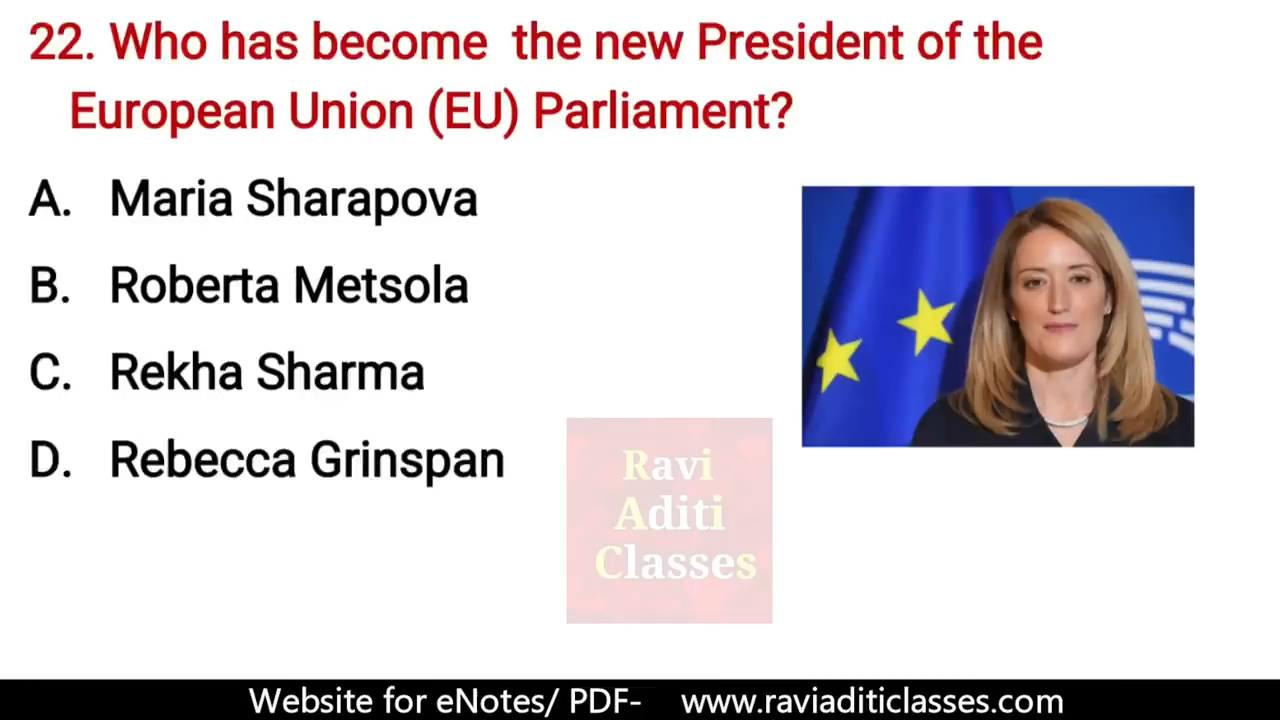 22. Who has become the new President of the
European Union (EU) Parliament?
A. Maria Sharapova
B. Roberta Metsola
C. Rekha Sharma
D. Rebecca Grinspan
Ravi
Aditi
Classes
Website for eNotes/ PDF- www.raviaditiclasses.com